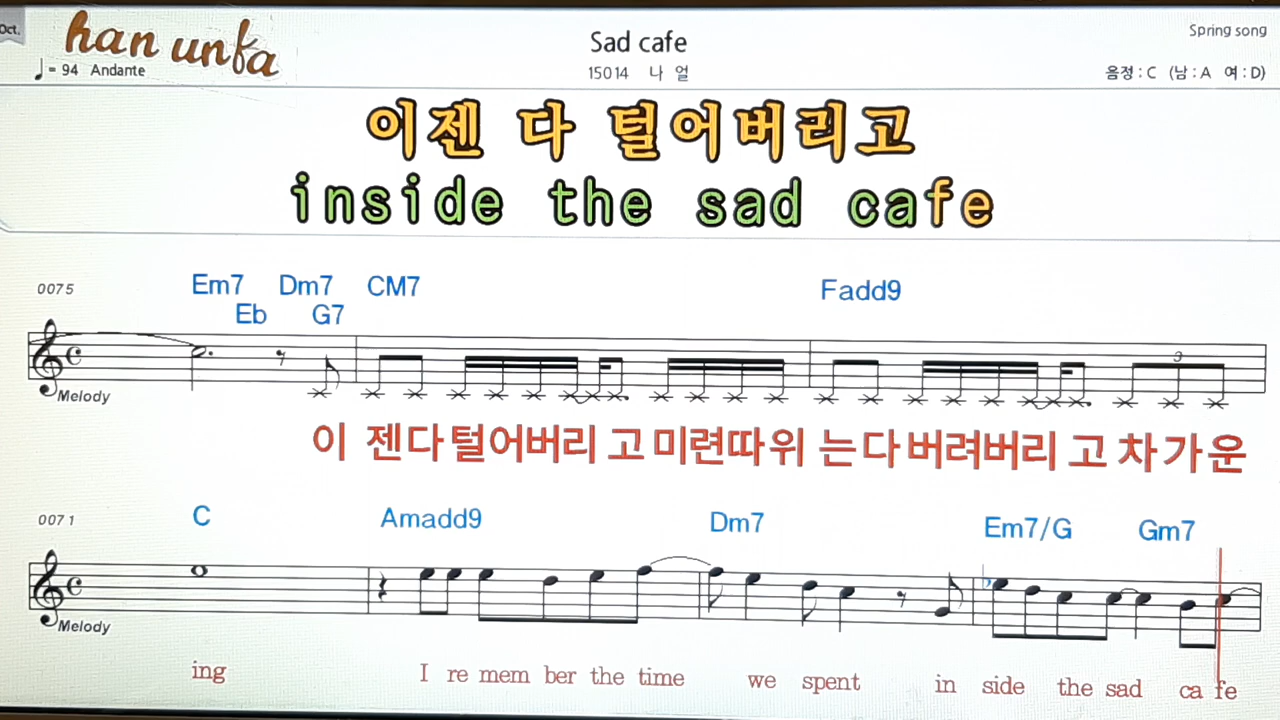 Oct.
han unfa
Sad cafe
Spring song
♩= 94 Andante
15014 나 얼
음정 : C (남 : A 여 : D)
이젠 다 털어버리고
inside the sad cafe
0075
Em7 Dm7 CM7 Fadd9
Eb G7
3
Melody
이 젠다털어버리 고미련따위 는다버려버리 고 차가운
0071
C Amadd9 Dm7 Em7/G Gm7
Melody
ing I re mem ber the time we spent in side the sad ca fe